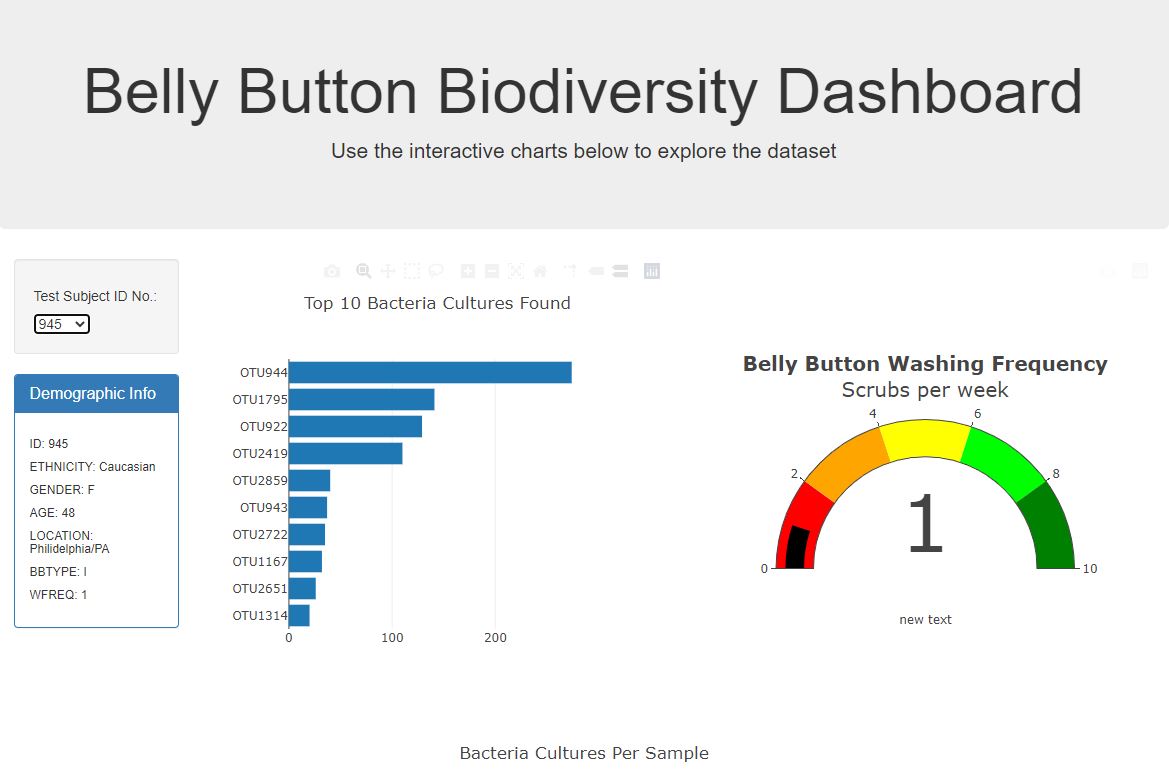 Belly Button Biodiversity Dashboard
Use the interactive charts below to explore the dataset
Test Subject ID No.:
945
Demographic Info
ID: 945
ETHNICITY: Caucasian
GENDER: F
AGE: 48
LOCATION:
Philidelphia/PA
BBTYPE: I
WFREQ: 1
Top 10 Bacteria Cultures Found
OTU944
OTU1795
OTU922
OTU2419
OTU2859
OTU943
OTU2722
OTU1167
OTU2651
OTU1314
0 100 200
Belly Button Washing Frequency
Scrubs per week
4 6
2 8
1
0 10
new text
Bacteria Cultures Per Sample